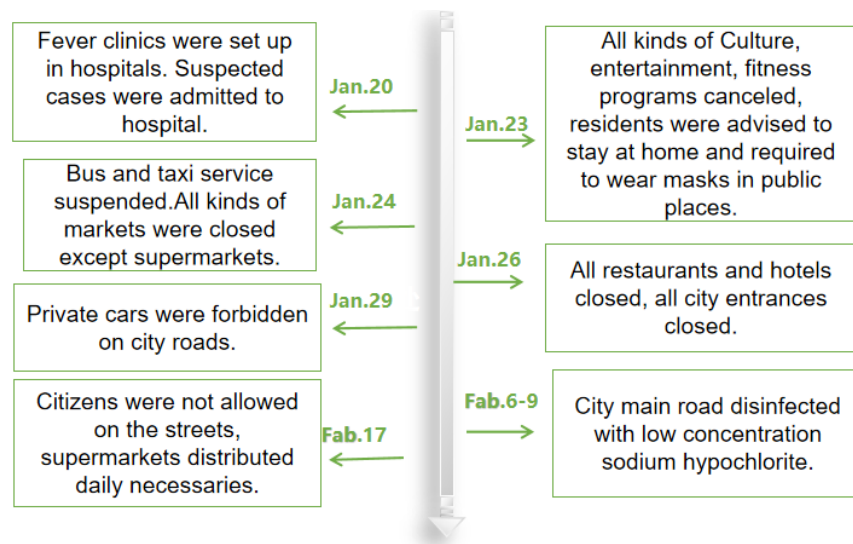 Fever clinics were set up
in hospitals. Suspected
cases were admitted to
hospital.
Jan.20
Jan.23
All kinds of Culture,
entertainment, fitness
programs canceled,
residents were advised to
stay at home and required
to wear masks in public
places.
Bus and taxi service
suspended.All kinds of
markets were closed
except supermarkets.
Jan.24
Jan.26
All restaurants and hotels
closed, all city entrances
closed.
Private cars were forbidden
on city roads.
Jan.29
Fab.6-9
City main road disinfected
with low concentration
sodium hypochlorite.
Citizens were not allowed
on the streets,
supermarkets distributed
daily necessaries.
Fab.17